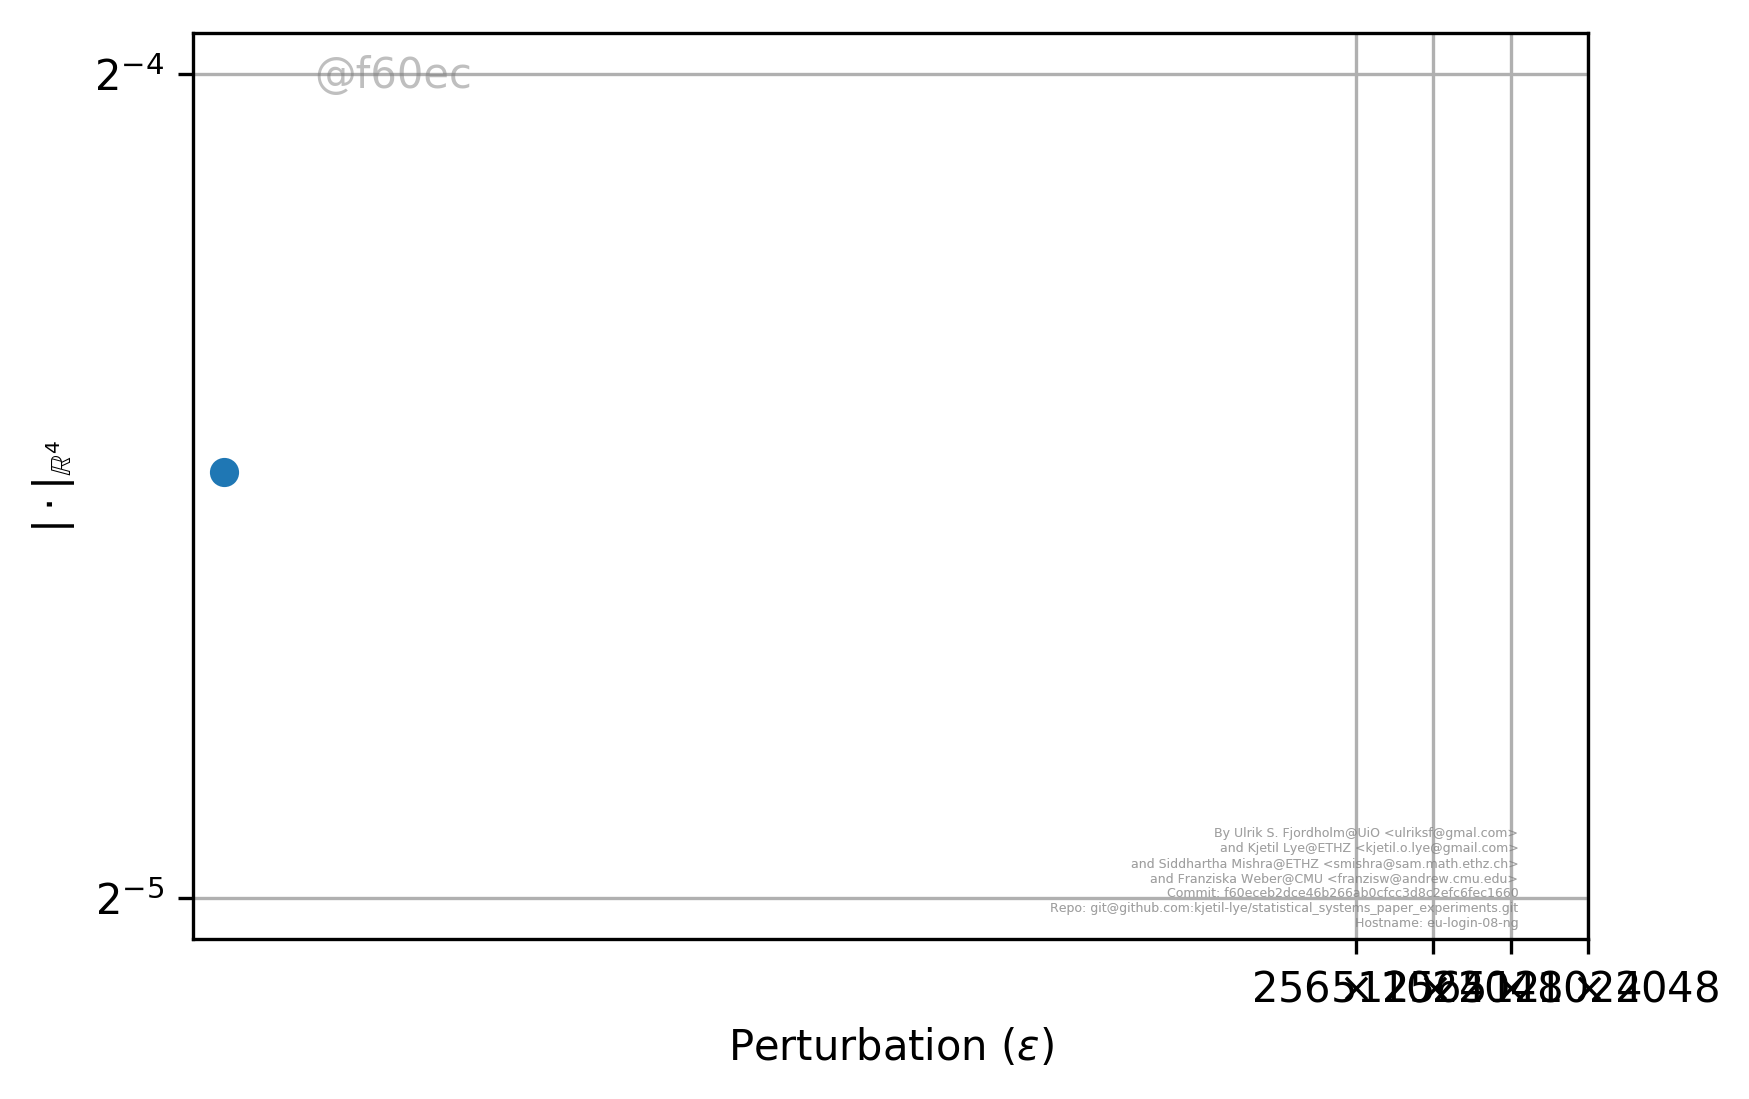 2⁻⁴
@f60ec
|·|ℝ⁴
By Ulrik S. Fjordholm@UiO <ulriksf@gmal.com>
and Kjetil Lye@ETHZ <kjetil.o.lye@gmail.com>
and Siddhartha Mishra@ETHZ <smishra@sam.math.ethz.ch>
and Franziska Weber@CMU <franzisw@andrew.cmu.edu>
Commit: f60eceb2dce46b266ab0cfcc3d8c2efc6fec1660
2⁻⁵
Repo: git@github.com:kjetil-lye/statistical_systems_paper_experiments.git
Hostname: eu-login-08-ng
Perturbation (ε)